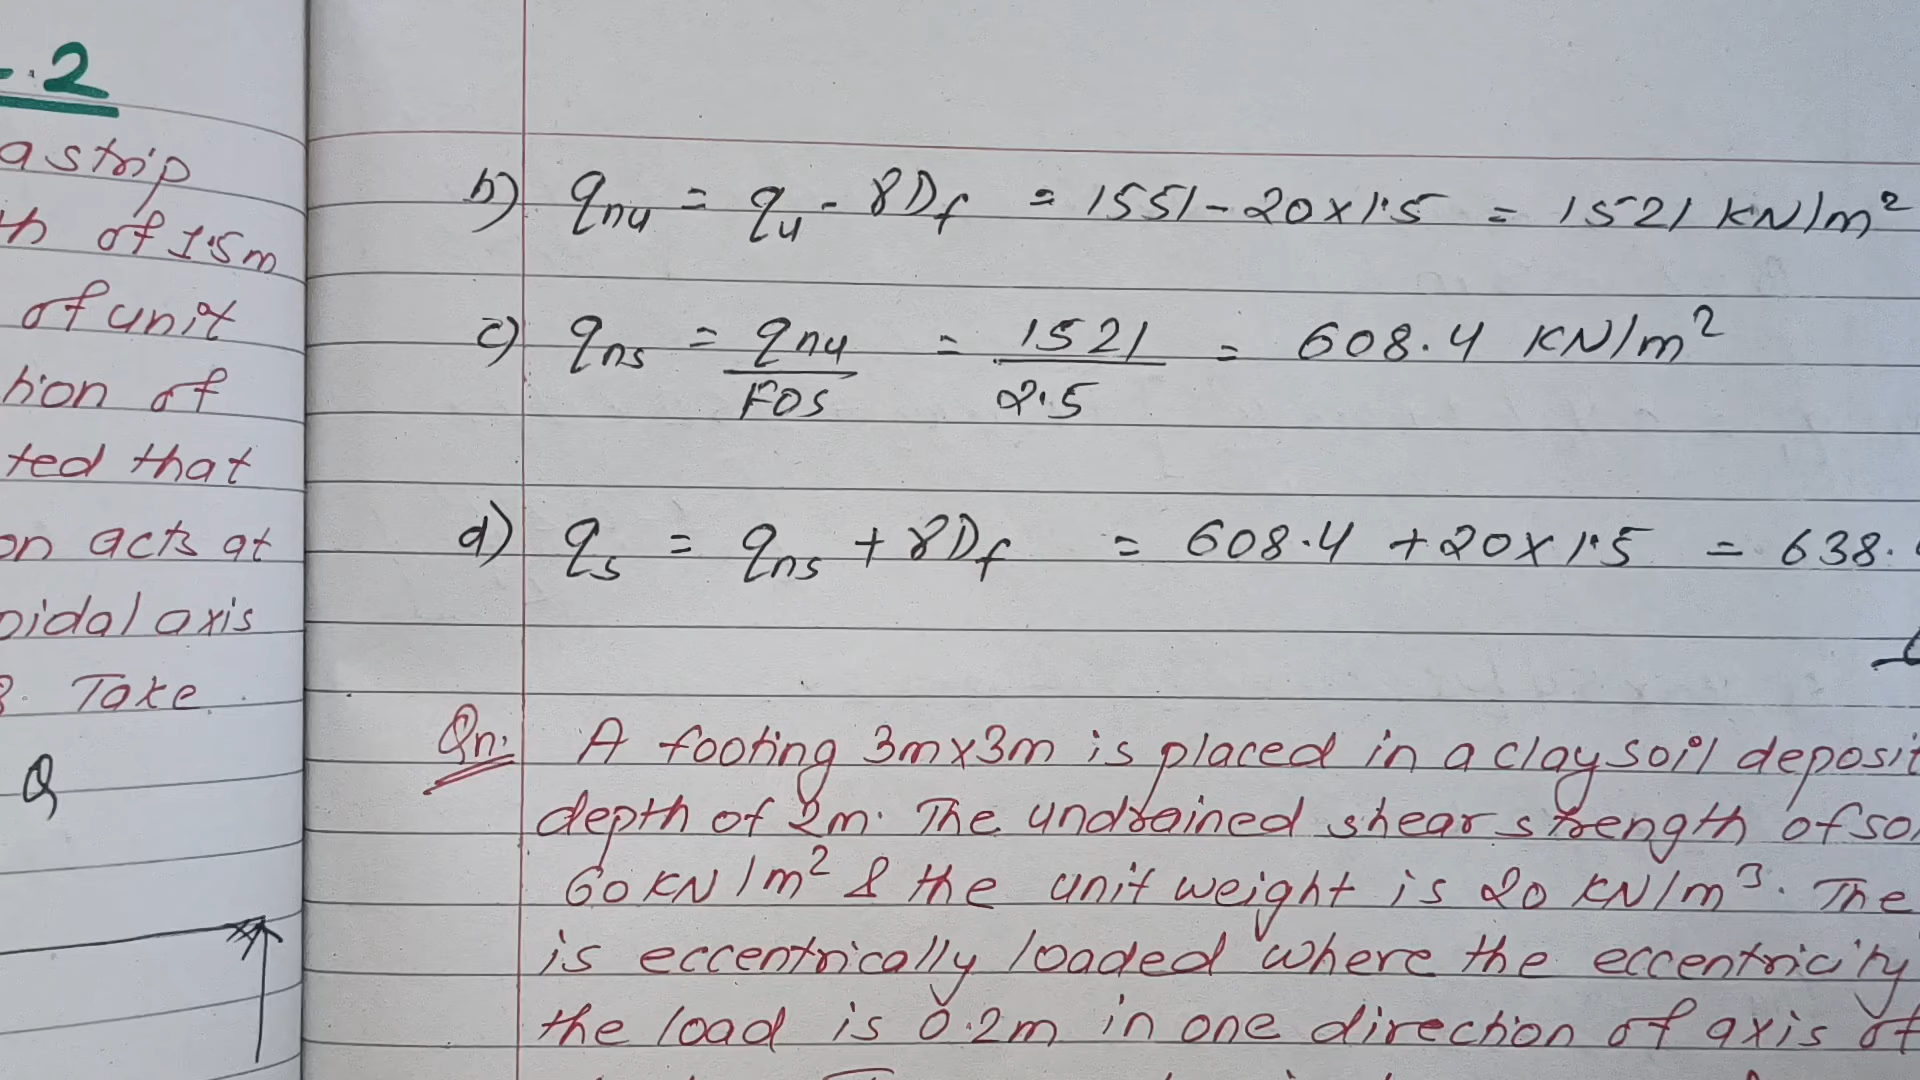 -.2
a strip
th of 1.5m
of unit
tion of
ted that
on acts at
oidal axis
3. Take
Q
b) qnu = qu - γDf = 1551 - 20 x 1.5 = 1521 KN/m²
c) qns = qnu / FOS = 1521 / 2.5 = 608.4 KN/m²
d) qs = qns + γDf = 608.4 + 20 x 1.5 = 638.
Qn. A footing 3mx3m is placed in a clay soil deposit
depth of 2m. The undrained shear strength of so
60 KN/m² & the unit weight is 20 KN/m³. The
is eccentrically loaded where the eccentricity
the load is 0.2m in one direction of axis of